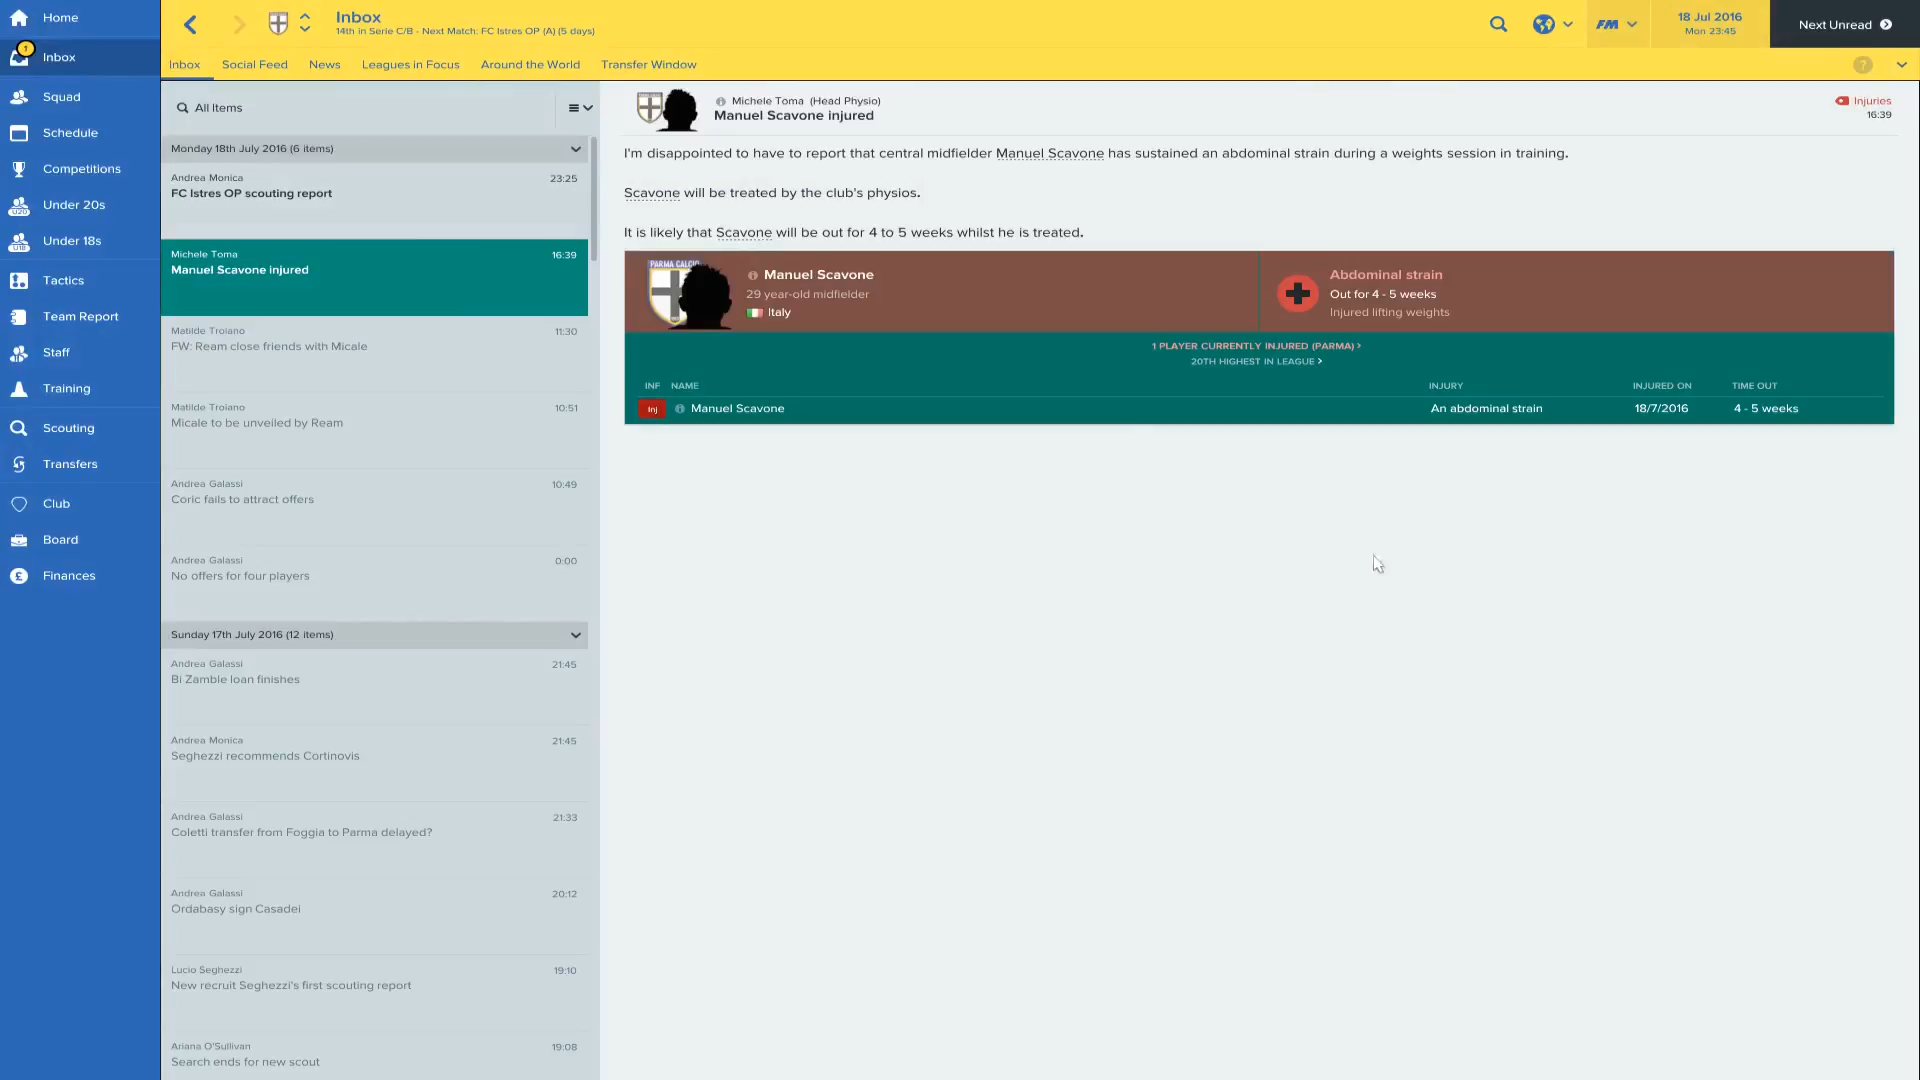 Home
1
Inbox
Squad
Schedule
Competitions
U20
Under 20s
U18
Under 18s
Tactics
Team Report
Staff
Training
Scouting
Transfers
Club
Board
Finances
Inbox
14th in Serie C/B - Next Match: FC Istres OP (A) (5 days)
FM
18 Jul 2016
Mon 23:45
Next Unread
Inbox
Social Feed
News
Leagues in Focus
Around the World
Transfer Window
?
All Items
Monday 18th July 2016 (6 items)
Andrea Monica 23:25
FC Istres OP scouting report
Michele Toma 16:39
Manuel Scavone injured
Matilde Troiano 11:30
FW: Ream close friends with Micale
Matilde Troiano 10:51
Micale to be unveiled by Ream
Andrea Galassi 10:49
Coric fails to attract offers
Andrea Galassi 0:00
No offers for four players
Sunday 17th July 2016 (12 items)
Andrea Galassi 21:45
Bi Zamble loan finishes
Andrea Monica 21:45
Seghezzi recommends Cortinovis
Andrea Galassi 21:33
Coletti transfer from Foggia to Parma delayed?
Andrea Galassi 20:12
Ordabasy sign Casadei
Lucio Seghezzi 19:10
New recruit Seghezzi's first scouting report
Ariana O'Sullivan 19:08
Search ends for new scout
Michele Toma (Head Physio)
Manuel Scavone injured
Injuries
16:39
I'm disappointed to have to report that central midfielder Manuel Scavone has sustained an abdominal strain during a weights session in training.
Scavone will be treated by the club's physios.
It is likely that Scavone will be out for 4 to 5 weeks whilst he is treated.
PARMA CALCIO
Manuel Scavone
29 year-old midfielder
Italy
Abdominal strain
Out for 4 - 5 weeks
Injured lifting weights
1 PLAYER CURRENTLY INJURED (PARMA) >
20TH HIGHEST IN LEAGUE >
INF NAME INJURY INJURED ON TIME OUT
Inj Manuel Scavone An abdominal strain 18/7/2016 4 - 5 weeks